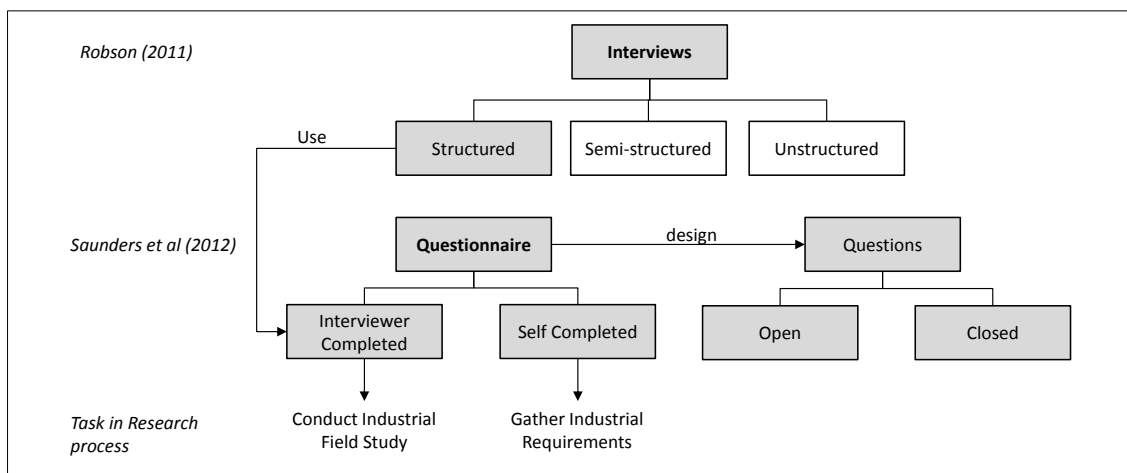 Robson (2011)
Interviews
Use
Structured
Semi-structured
Unstructured
Saunders et al (2012)
Questionnaire
design
Questions
Interviewer
Completed
Self Completed
Open
Closed
Task in Research
process
Conduct Industrial
Field Study
Gather Industrial
Requirements